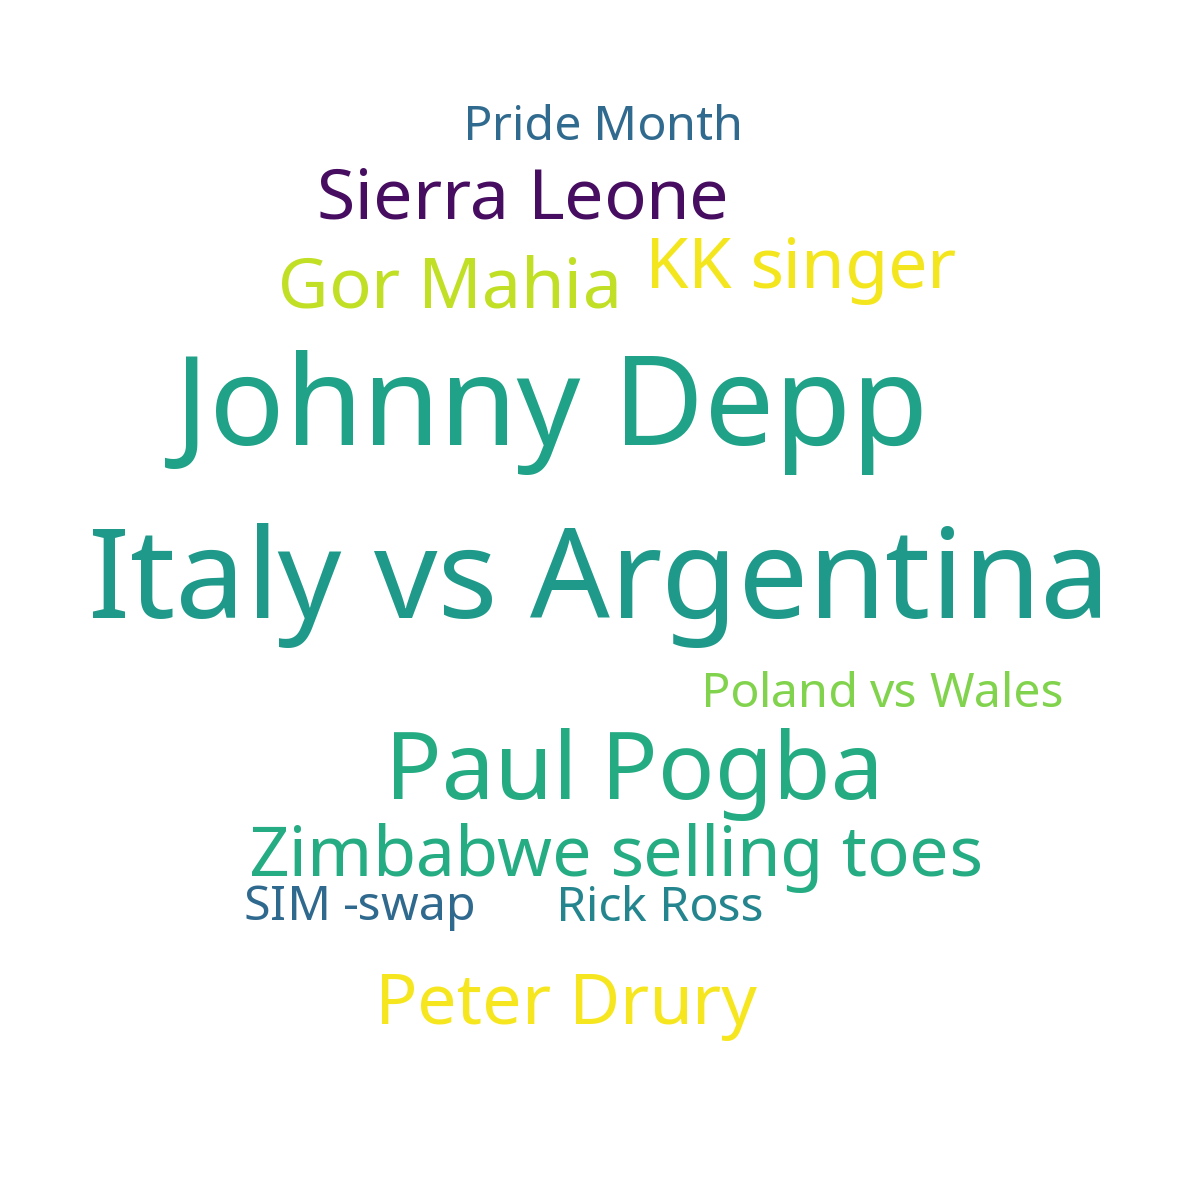 Pride Month
Sierra Leone
KK singer
Gor Mahia
Johnny Depp
Italy vs Argentina
Poland vs Wales
Paul Pogba
Zimbabwe selling toes
SIM -swap
Rick Ross
Peter Drury